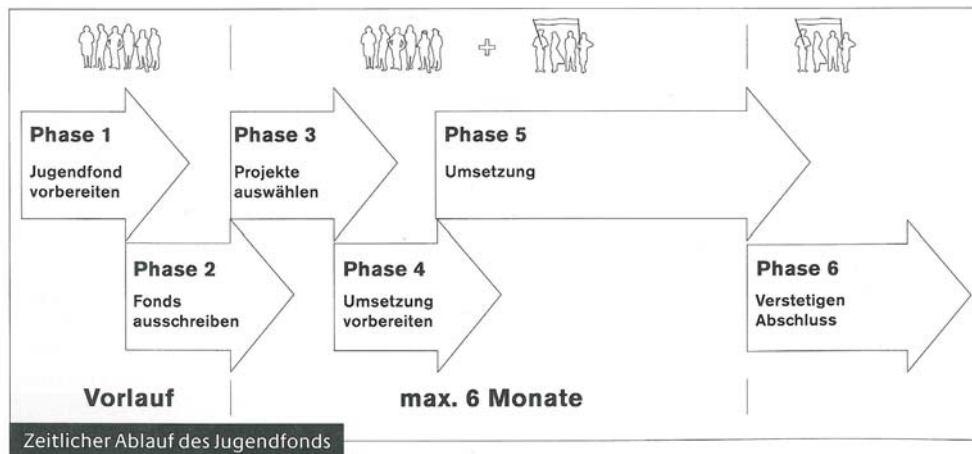 Phase 1
Jugendfond
vorbereiten
Phase 2
Fonds
ausschreiben
Phase 3
Projekte
auswählen
Phase 4
Umsetzung
vorbereiten
Phase 5
Umsetzung
Phase 6
Verstetigen
Abschluss
Vorlauf
max. 6 Monate
Zeitlicher Ablauf des Jugendfonds